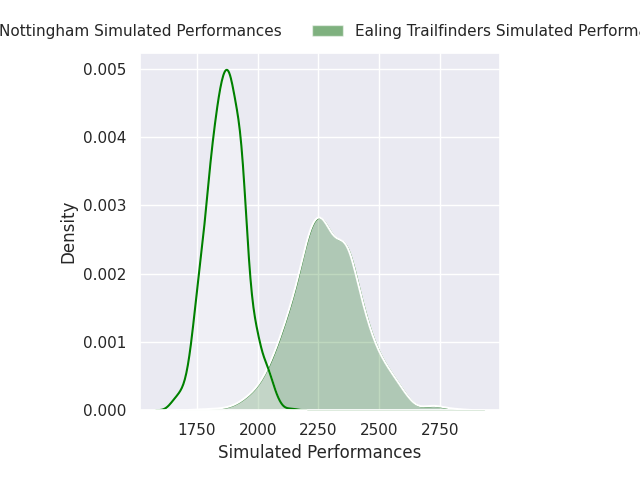 Nottingham Simulated Performances
Ealing Trailfinders Simulated
0.005
0.004
0.003
0.002
0.001
0.000
Density
1750 2000 2250 2500 2750
Simulated Performances